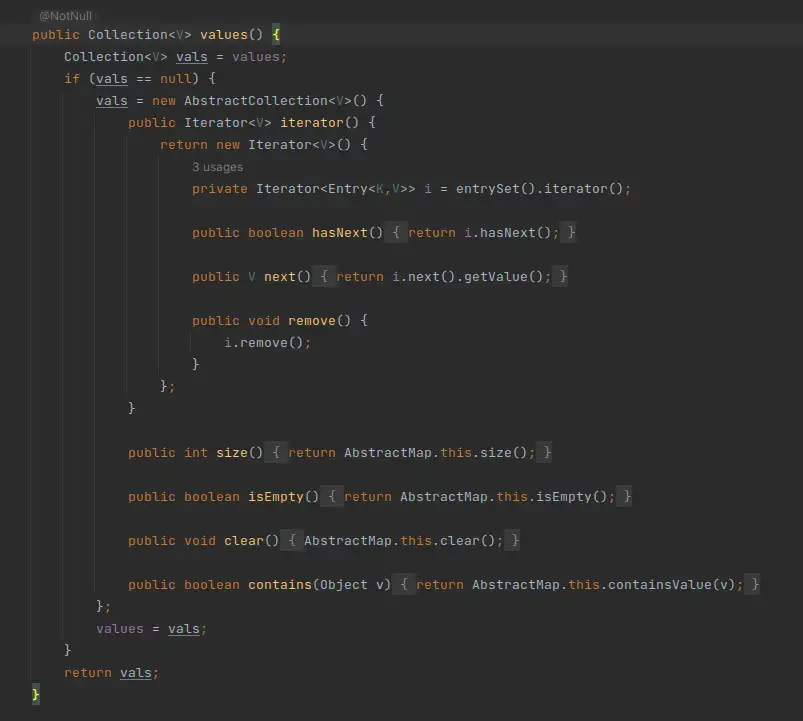 @NotNull
public Collection<V> values() {
    Collection<V> vals = values;
    if (vals == null) {
        vals = new AbstractCollection<V>() {
            public Iterator<V> iterator() {
                return new Iterator<V>() {
                    3 usages
                    private Iterator<Entry<K,V>> i = entrySet().iterator();
                    public boolean hasNext() { return i.hasNext(); }
                    public V next() { return i.next().getValue(); }
                    public void remove() {
                        i.remove();
                    }
                };
            }
            public int size() { return AbstractMap.this.size(); }
            public boolean isEmpty() { return AbstractMap.this.isEmpty(); }
            public void clear() { AbstractMap.this.clear(); }
            public boolean contains(Object v) { return AbstractMap.this.containsValue(v); }
        };
        values = vals;
    }
    return vals;
}